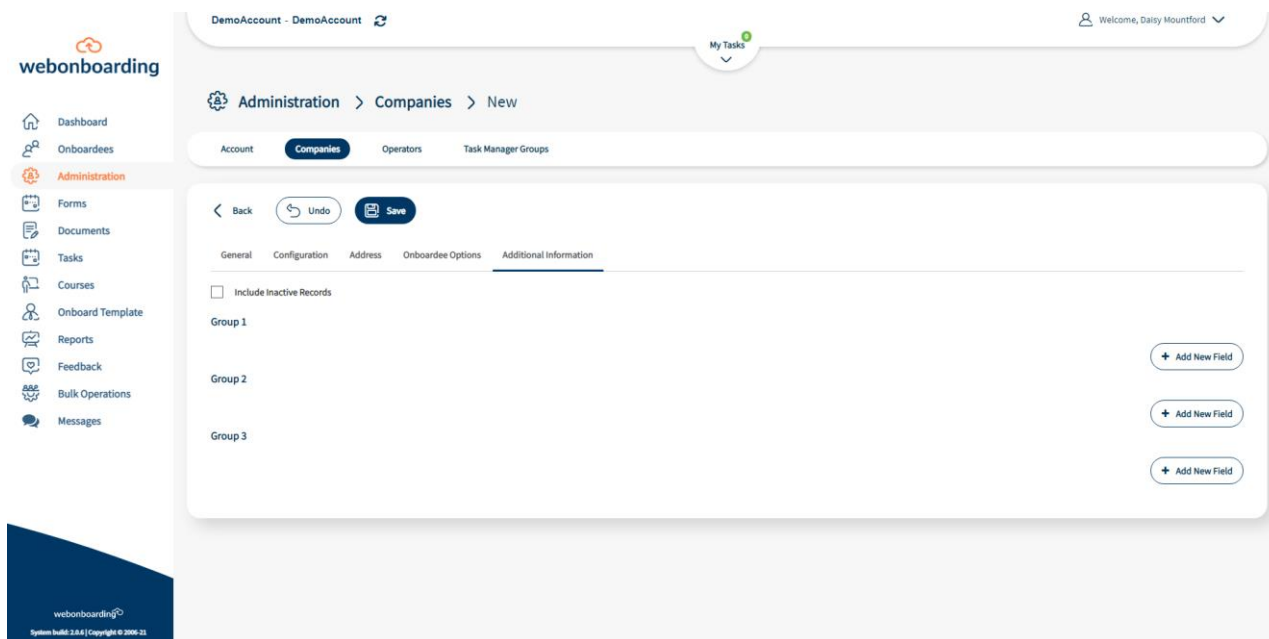 DemoAccount - DemoAccount
Welcome, Daisy Mountford
My Tasks
0
webonboarding
Administration > Companies > New
Dashboard
Onboardees
Administration
Forms
Documents
Tasks
Courses
Onboard Template
Reports
Feedback
Bulk Operations
Messages
Account Companies Operators Task Manager Groups
Back Undo Save
General Configuration Address Onboardee Options Additional Information
Include Inactive Records
Group 1
+ Add New Field
Group 2
+ Add New Field
Group 3
+ Add New Field
webonboarding
System build: 2.0.6 | Copyright © 2006-21